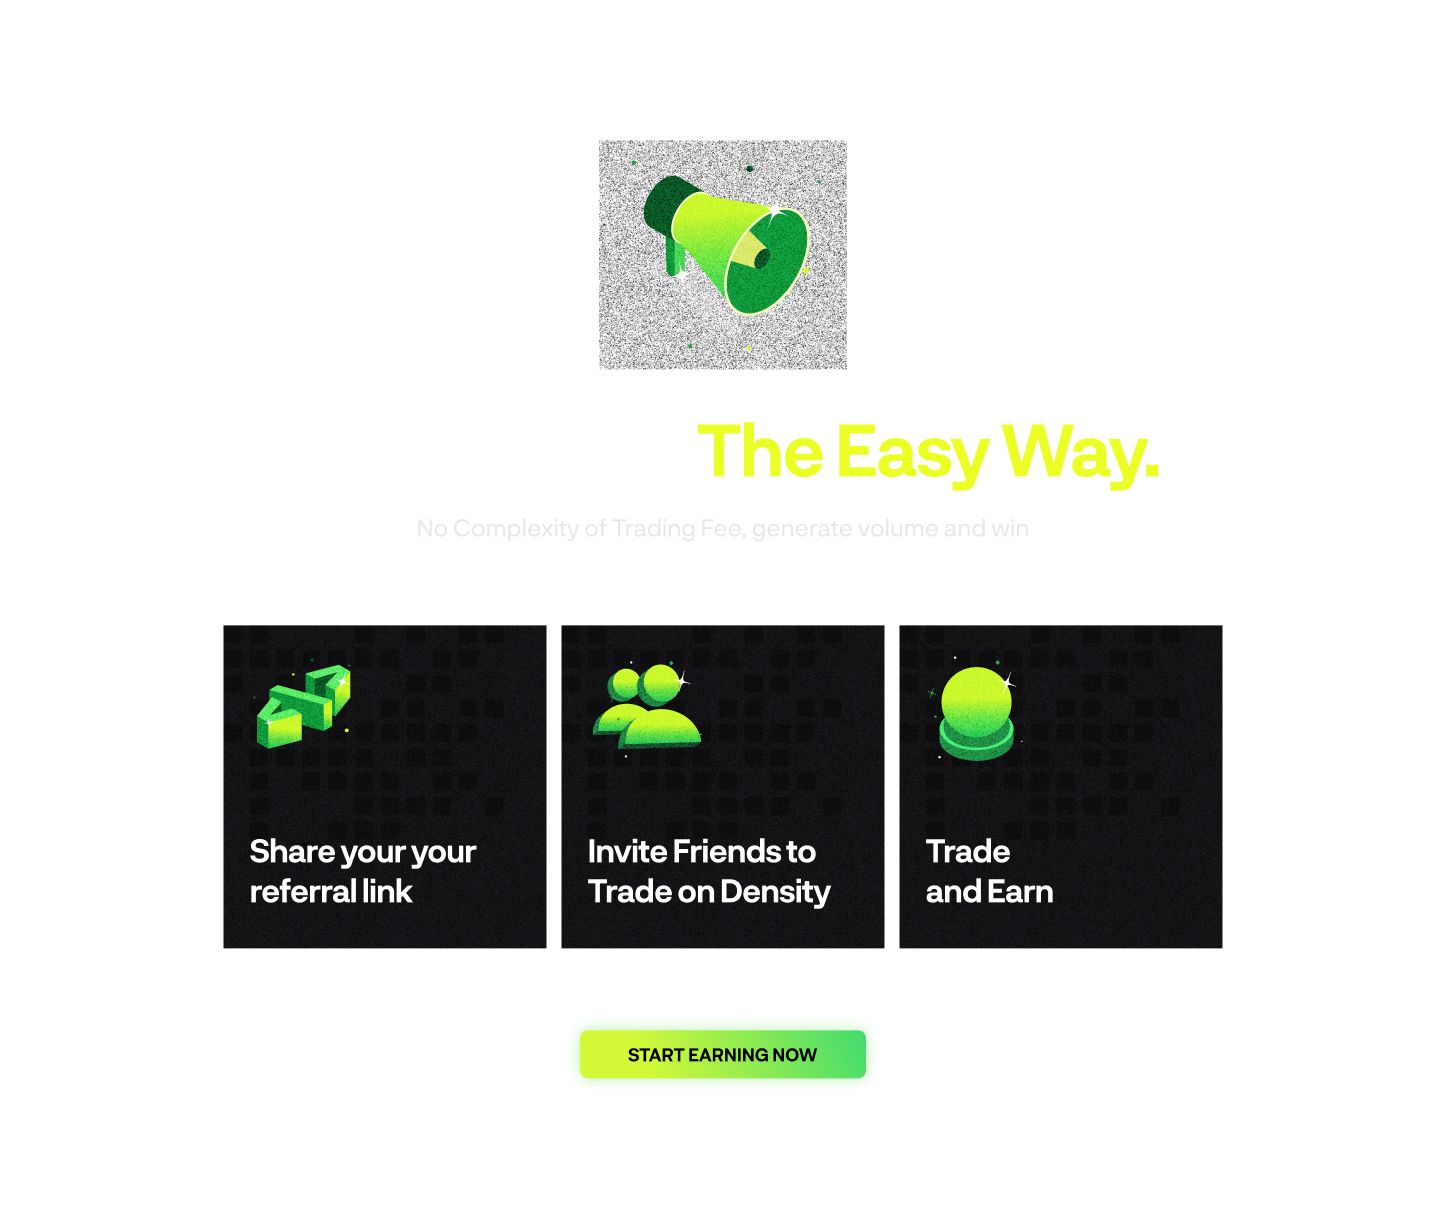 The Easy Way.
No Complexity of Trading Fee, generate volume and win
Share your your
referral link
Invite Friends to
Trade on Density
Trade
and Earn
START EARNING NOW